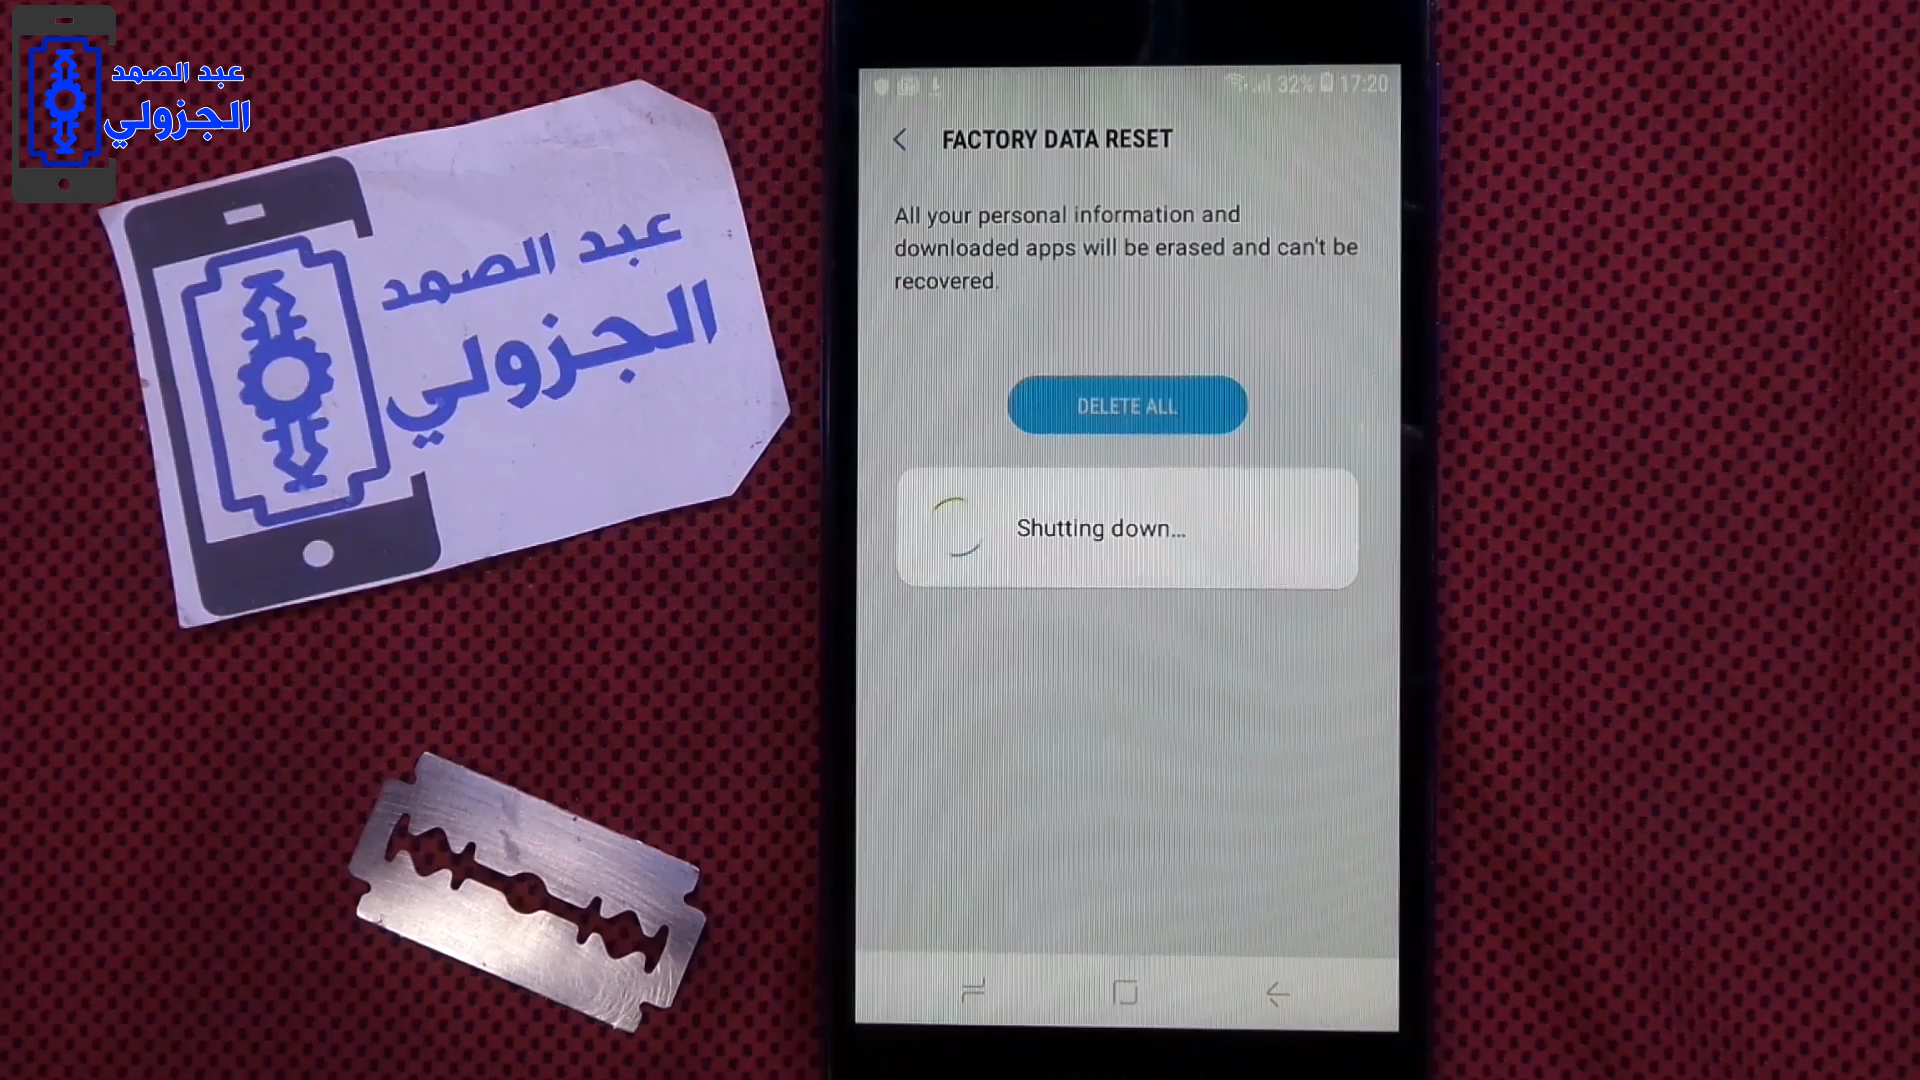 عبد الصمد
الجزولي
عبد الصمد
الجزولي
32% 17:20
FACTORY DATA RESET
All your personal information and
downloaded apps will be erased and can't be
recovered.
DELETE ALL
Shutting down...